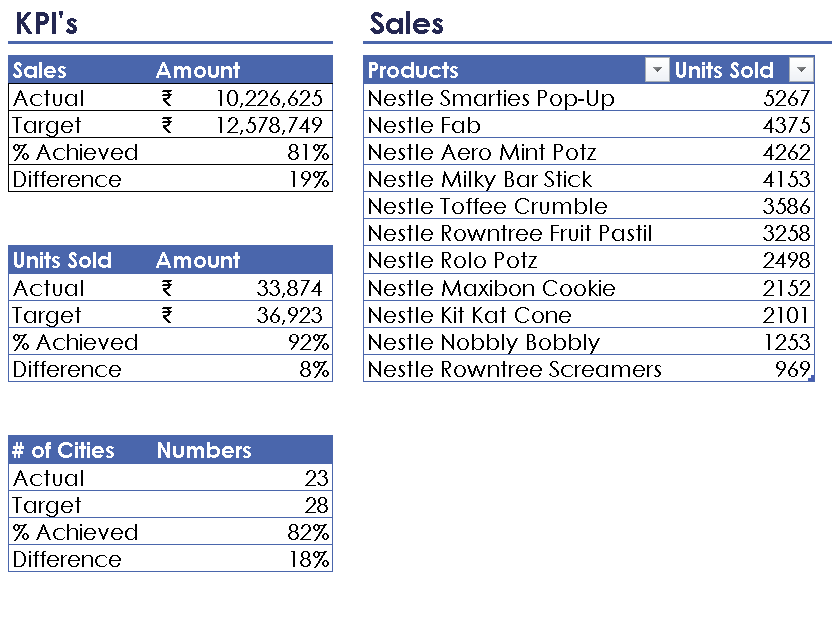 KPI's
Sales Amount
Actual ₹ 10,226,625
Target ₹ 12,578,749
% Achieved 81%
Difference 19%
Units Sold Amount
Actual ₹ 33,874
Target ₹ 36,923
% Achieved 92%
Difference 8%
# of Cities Numbers
Actual 23
Target 28
% Achieved 82%
Difference 18%
Sales
Products Units Sold
Nestle Smarties Pop-Up 5267
Nestle Fab 4375
Nestle Aero Mint Potz 4262
Nestle Milky Bar Stick 4153
Nestle Toffee Crumble 3586
Nestle Rowntree Fruit Pastil 3258
Nestle Rolo Potz 2498
Nestle Maxibon Cookie 2152
Nestle Kit Kat Cone 2101
Nestle Nobbly Bobbly 1253
Nestle Rowntree Screamers 969